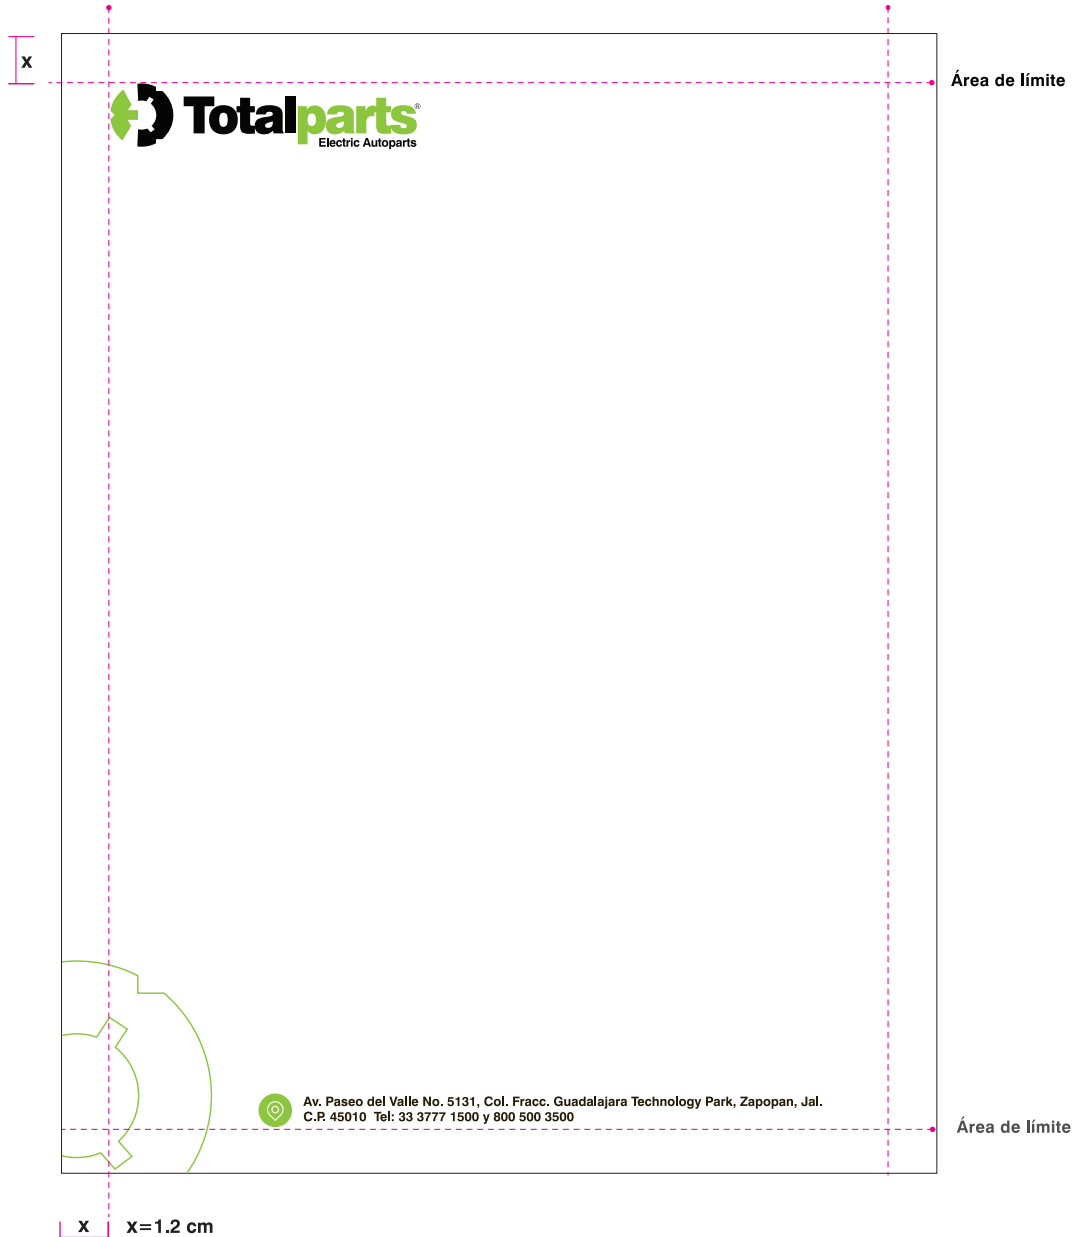 x
Área de límite
Totalparts®
Electric Autoparts
Av. Paseo del Valle No. 5131, Col. Fracc. Guadalajara Technology Park, Zapopan, Jal.
C.P. 45010 Tel: 33 3777 1500 y 800 500 3500
Área de límite
x
x=1.2 cm